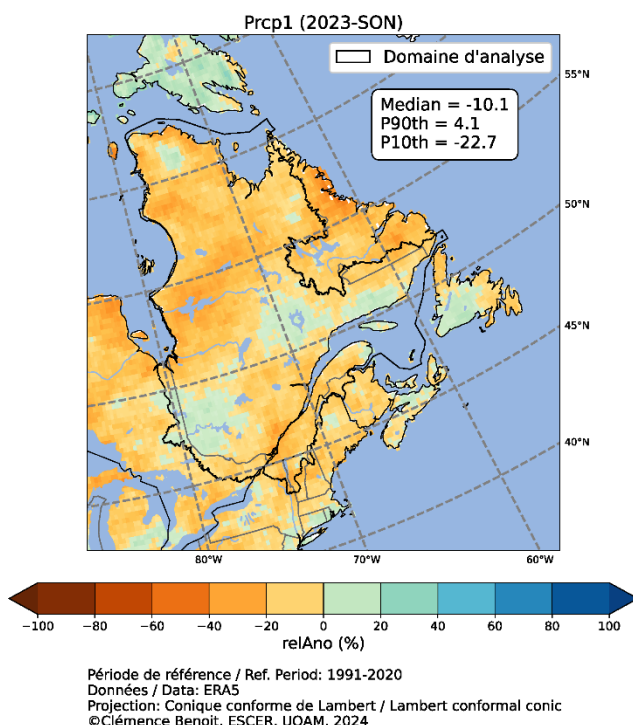 Prcp1 (2023-SON)
Domaine d'analyse
Median = -10.1
P90th = 4.1
P10th = -22.7
55°N
50°N
45°N
40°N
80°W 70°W 60°W
−100 −80 −60 −40 −20 0 20 40 60 80 100
relAno (%)
Période de référence / Ref. Period: 1991-2020
Données / Data: ERA5
Projection: Conique conforme de Lambert / Lambert conformal conic
©Clémence Benoit, ESCER, UQAM, 2024